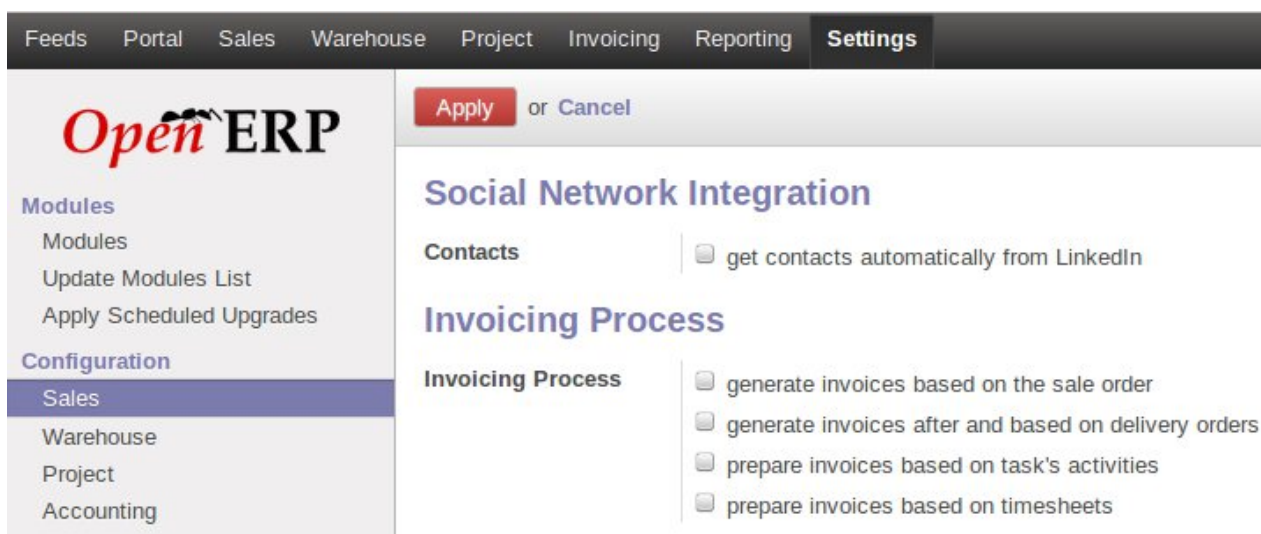 Feeds Portal Sales Warehouse Project Invoicing Reporting Settings
Open ERP
Modules
Modules
Update Modules List
Apply Scheduled Upgrades
Configuration
Sales
Warehouse
Project
Accounting
Apply or Cancel
Social Network Integration
Contacts get contacts automatically from LinkedIn
Invoicing Process
Invoicing Process generate invoices based on the sale order
generate invoices after and based on delivery orders
prepare invoices based on task's activities
prepare invoices based on timesheets